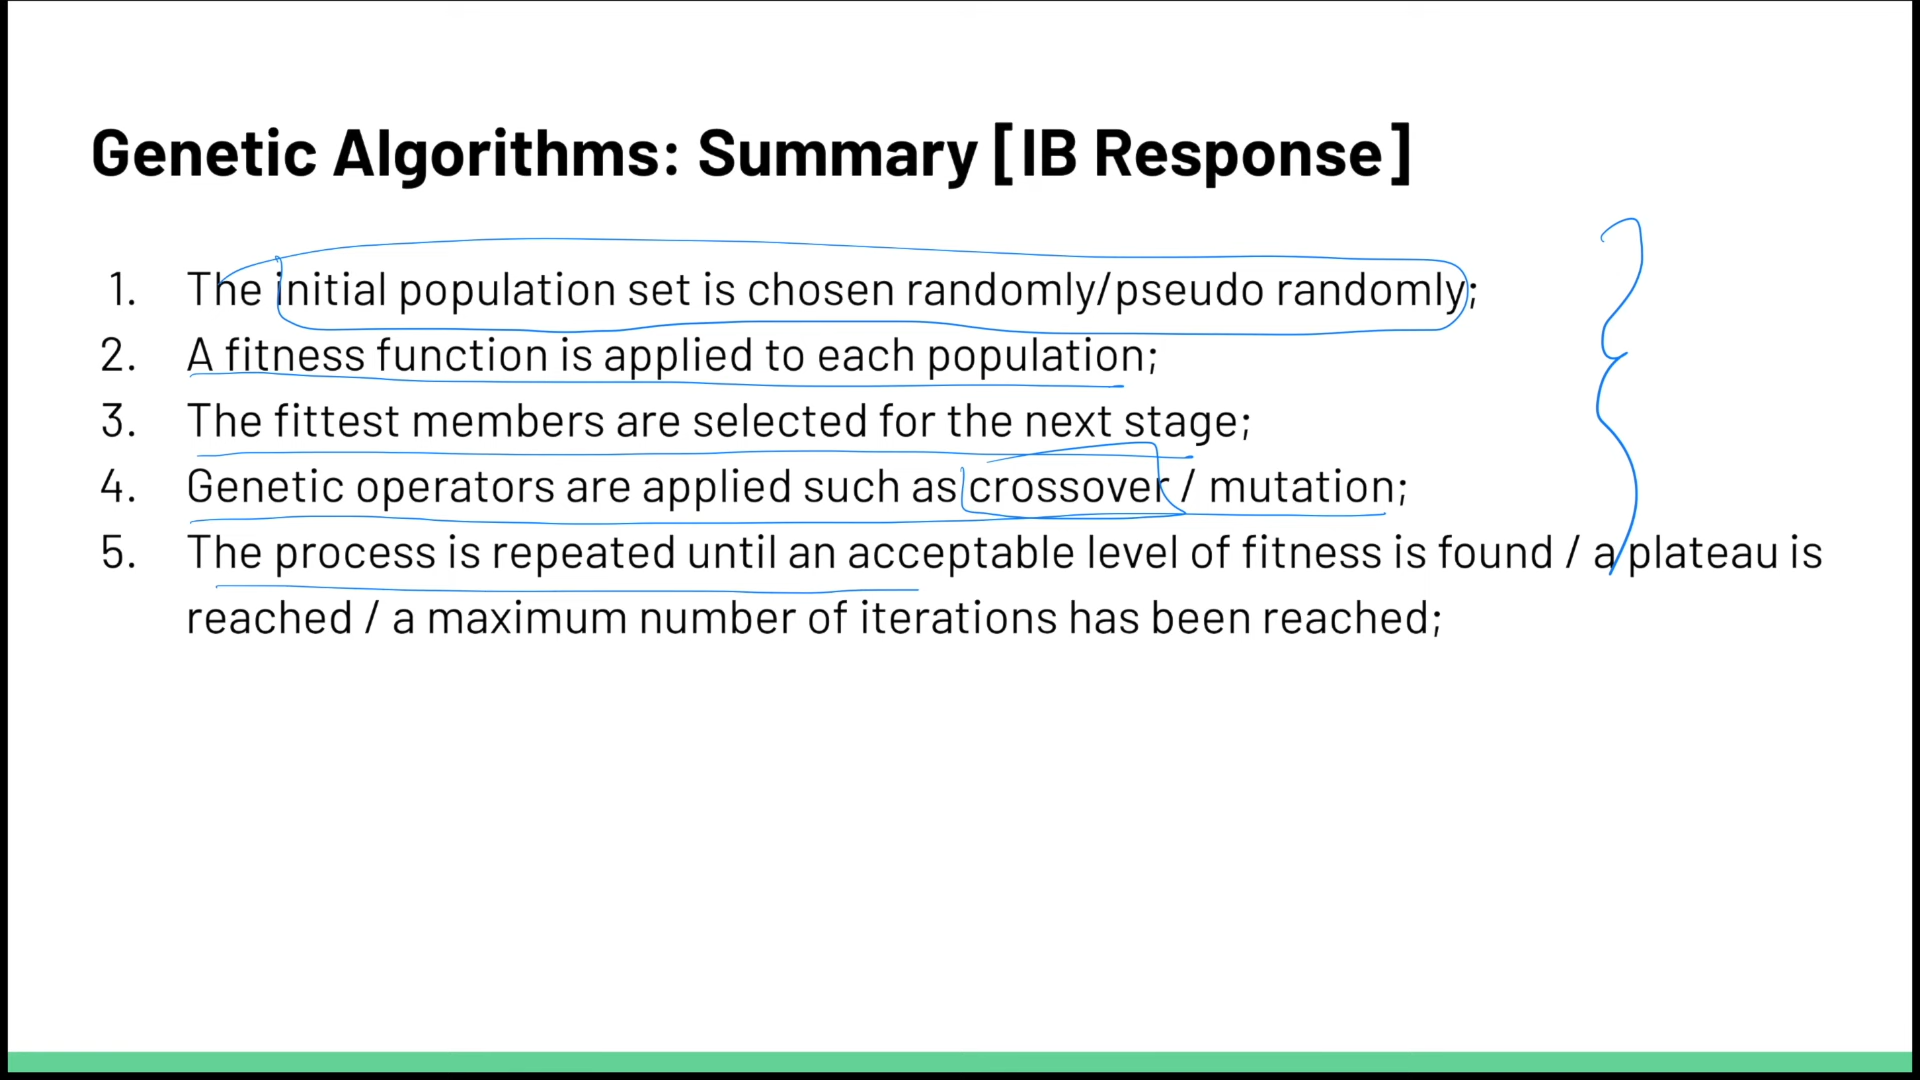 Genetic Algorithms: Summary [IB Response]
1. The initial population set is chosen randomly/pseudo randomly;
2. A fitness function is applied to each population;
3. The fittest members are selected for the next stage;
4. Genetic operators are applied such as crossover / mutation;
5. The process is repeated until an acceptable level of fitness is found / a plateau is
reached / a maximum number of iterations has been reached;